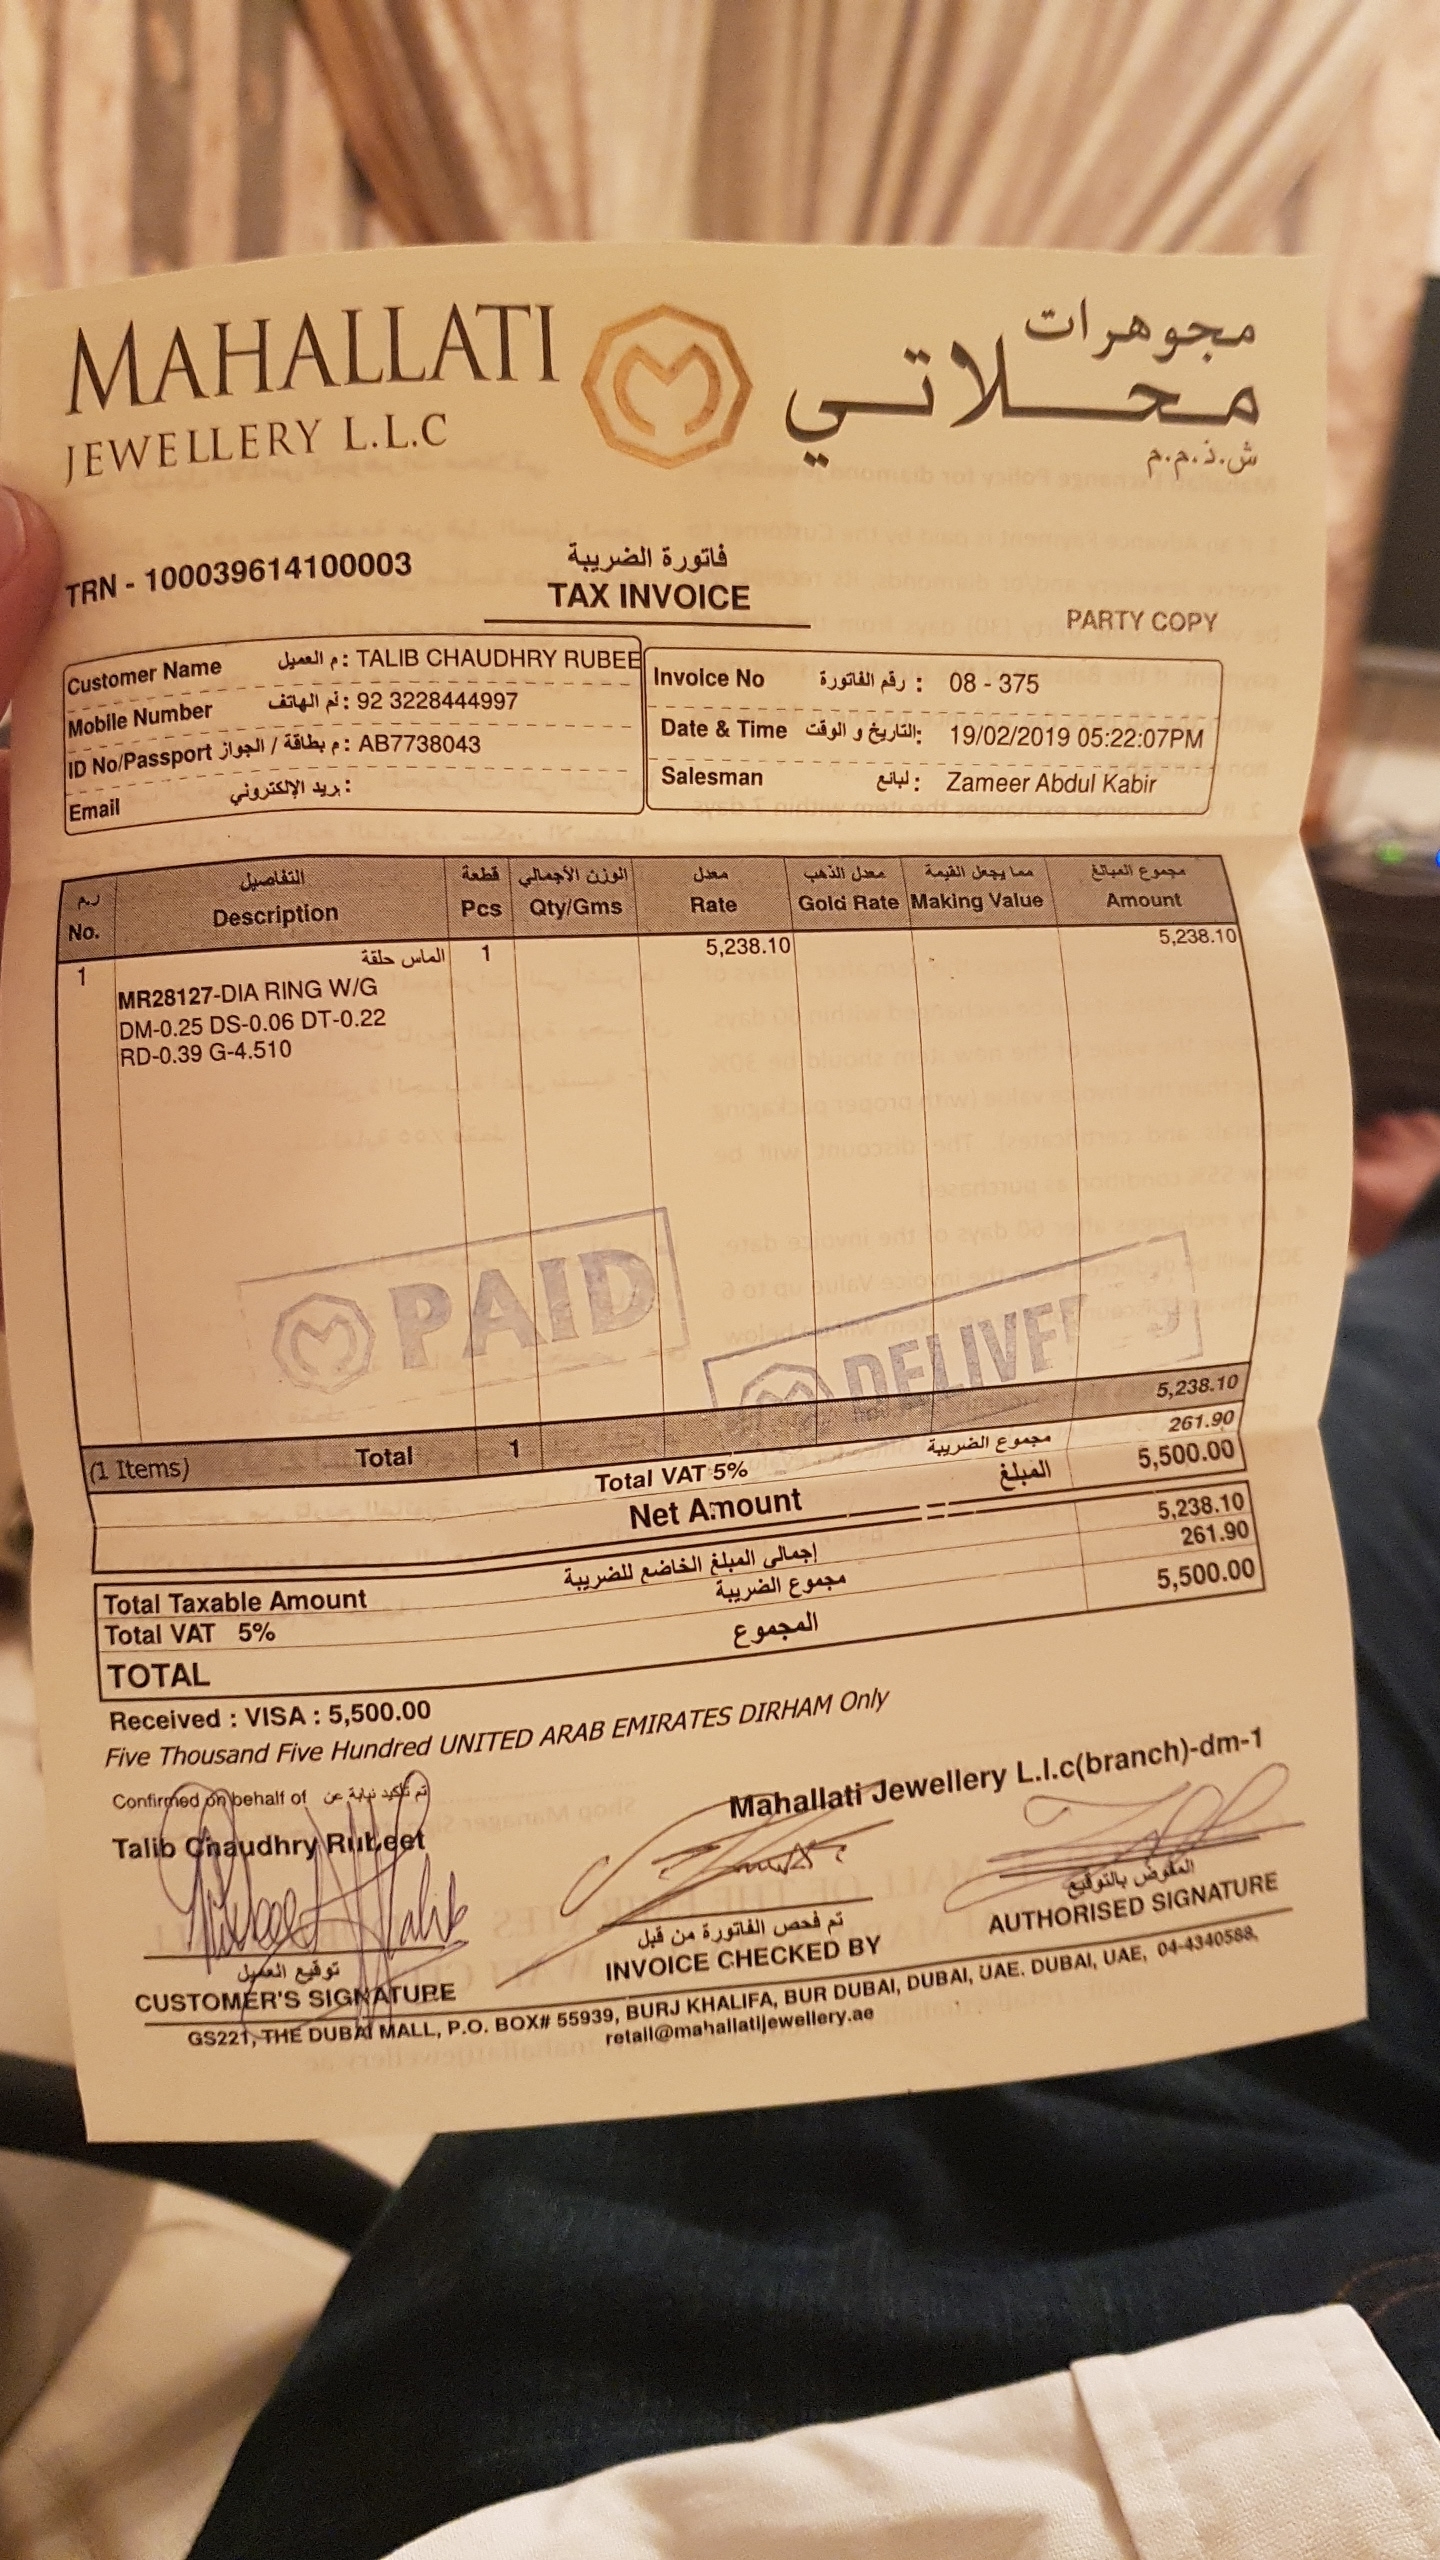 MAHALLATI
JEWELLERY L.L.C
مجوهرات
محلاتي
ش.ذ.م.م
TRN - 100039614100003
فاتورة الضريبة
TAX INVOICE
PARTY COPY
Customer Name م العميل : TALIB CHAUDHRY RUBEE
Mobile Number نم الهاتف : 92 3228444997
ID No/Passport م بطاقة / الجواز : AB7738043
Email بريد الإلكتروني :
Invoice No رقم الفاتورة : 08 - 375
Date & Time التاريخ و الوقت : 19/02/2019 05:22:07PM
Salesman لبائع : Zameer Abdul Kabir
ر.م التفاصيل قطعة الوزن الأجمالي معدل معدل الذهب مما يجعل القيمة مجموع المبالغ
No. Description Pcs Qty/Gms Rate Gold Rate Making Value Amount
1 الماس حلقة 1 5,238.10 5,238.10
MR28127-DIA RING W/G
DM-0.25 DS-0.06 DT-0.22
RD-0.39 G-4.510
PAID
(1 Items) Total 1 5,238.10
Total VAT 5% مجموع الضريبة 261.90
Net Amount المبلغ 5,500.00
Total Taxable Amount إجمالى المبلغ الخاضع للضريبة 5,238.10
Total VAT 5% مجموع الضريبة 261.90
TOTAL المجموع 5,500.00
Received : VISA : 5,500.00
Five Thousand Five Hundred UNITED ARAB EMIRATES DIRHAM Only
Confirmed on behalf of تم تأكيد نيابة عن
Mahallati Jewellery L.l.c(branch)-dm-1
Talib Chaudhry Rubeet
توقيع العميل
CUSTOMER'S SIGNATURE
تم فحص الفاتورة من قبل
INVOICE CHECKED BY
المفوض بالتوقيع
AUTHORISED SIGNATURE
GS221, THE DUBAI MALL, P.O. BOX# 55939, BURJ KHALIFA, BUR DUBAI, DUBAI, UAE. DUBAI, UAE, 04-4340588,
retail@mahallatijewellery.ae